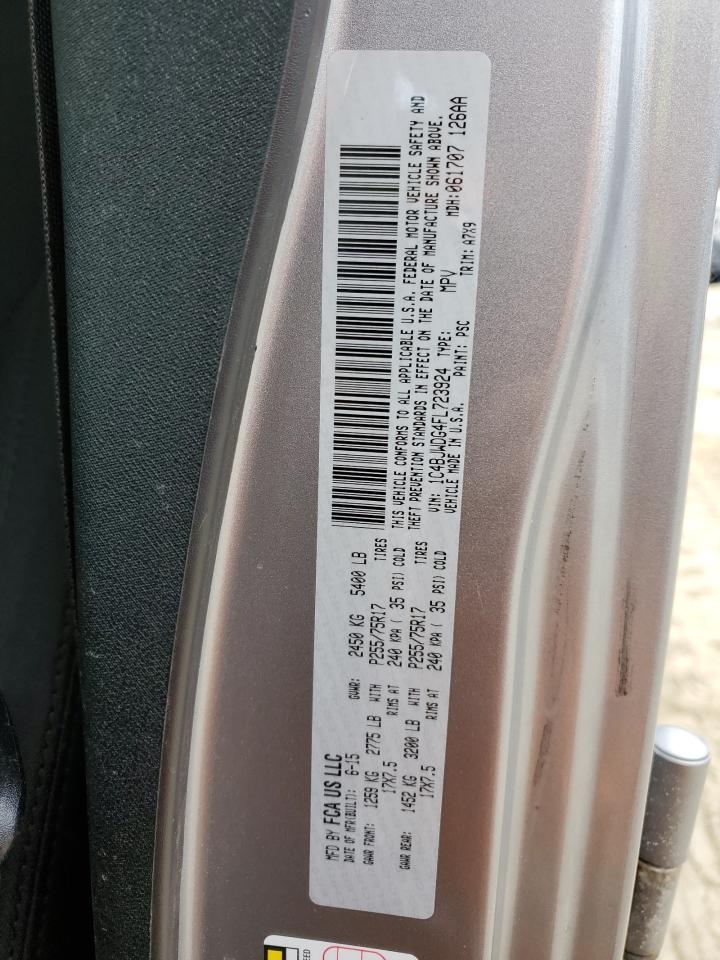 MFD BY FCA US LLC
DATE OF MFR(BUILT): 6-15 GVWR: 2450 KG 5400 LB
GAWR FRONT: 1259 KG 2775 LB WITH P255/75R17 TIRES
17X7.5 RIMS AT 240 KPA ( 35 PSI) COLD
GAWR REAR: 1452 KG 3200 LB WITH P255/75R17 TIRES
17X7.5 RIMS AT 240 KPA ( 35 PSI) COLD
THIS VEHICLE CONFORMS TO ALL APPLICABLE U.S.A. FEDERAL MOTOR VEHICLE SAFETY AND
THEFT PREVENTION STANDARDS IN EFFECT ON THE DATE OF MANUFACTURE SHOWN ABOVE.
VIN: 1C4BJWDG4FL723924 TYPE: MPV MDH: 061707 126AA
VEHICLE MADE IN U.S.A. PAINT: PSC TRIM: A7X9